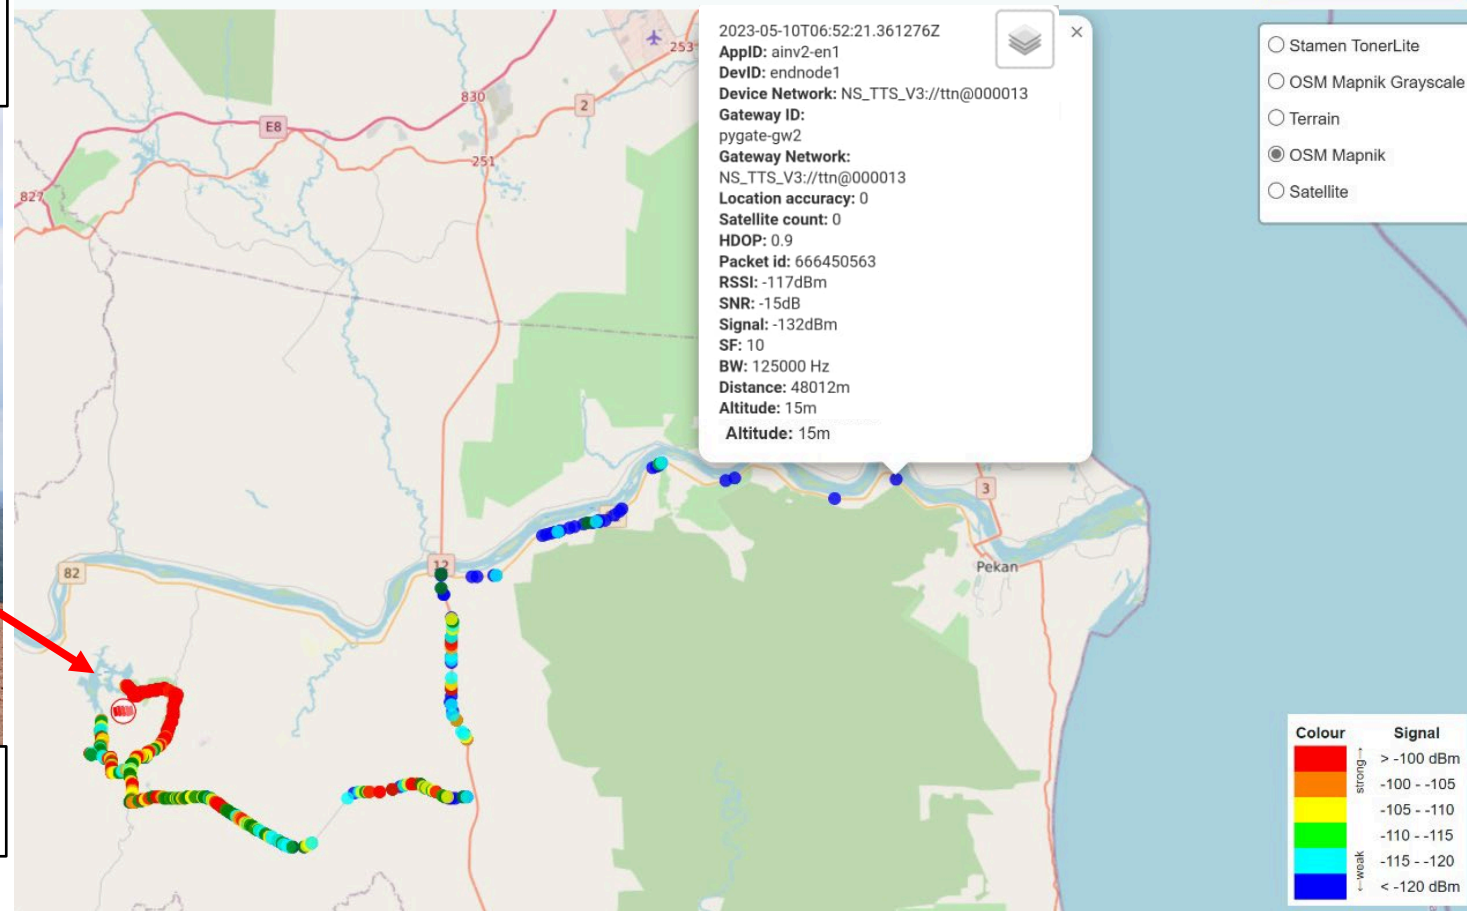 2023-05-10T06:52:21.361276Z
×
AppID: ainv2-en1
DevID: endnode1
Device Network: NS_TTS_V3://ttn@000013
Gateway ID:
pygate-gw2
Gateway Network:
NS_TTS_V3://ttn@000013
Location accuracy: 0
Satellite count: 0
HDOP: 0.9
Packet id: 666450563
RSSI: -117dBm
SNR: -15dB
Signal: -132dBm
SF: 10
BW: 125000 Hz
Distance: 48012m
Altitude: 15m
Altitude: 15m
Stamen TonerLite
OSM Mapnik Grayscale
Terrain
OSM Mapnik
Satellite
253
830
2
E8
251
827
3
12
82
Pekan
Colour Signal
strong→
> -100 dBm
-100 - -105
-105 - -110
-110 - -115
←weak
-115 - -120
< -120 dBm